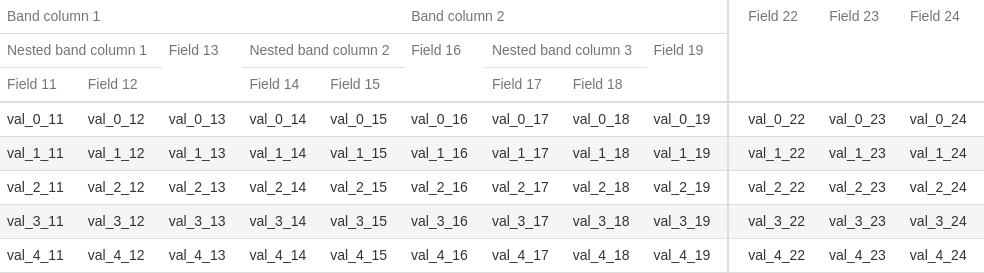 Band column 1 Band column 2 Field 22 Field 23 Field 24
Nested band column 1 Field 13 Nested band column 2 Field 16 Nested band column 3 Field 19
Field 11 Field 12 Field 14 Field 15 Field 17 Field 18
val_0_11 val_0_12 val_0_13 val_0_14 val_0_15 val_0_16 val_0_17 val_0_18 val_0_19 val_0_22 val_0_23 val_0_24
val_1_11 val_1_12 val_1_13 val_1_14 val_1_15 val_1_16 val_1_17 val_1_18 val_1_19 val_1_22 val_1_23 val_1_24
val_2_11 val_2_12 val_2_13 val_2_14 val_2_15 val_2_16 val_2_17 val_2_18 val_2_19 val_2_22 val_2_23 val_2_24
val_3_11 val_3_12 val_3_13 val_3_14 val_3_15 val_3_16 val_3_17 val_3_18 val_3_19 val_3_22 val_3_23 val_3_24
val_4_11 val_4_12 val_4_13 val_4_14 val_4_15 val_4_16 val_4_17 val_4_18 val_4_19 val_4_22 val_4_23 val_4_24